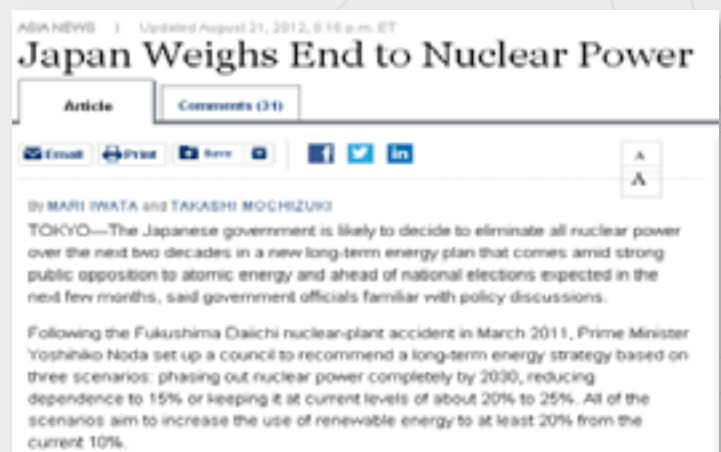 ASIA NEWS | Updated August 21, 2012, 8:16 p.m. ET
Japan Weighs End to Nuclear Power
Article Comments (31)
Email Print Save
A
A
By MARI IWATA and TAKASHI MOCHIZUKI
TOKYO—The Japanese government is likely to decide to eliminate all nuclear power
over the next two decades in a new long-term energy plan that comes amid strong
public opposition to atomic energy and ahead of national elections expected in the
next few months, said government officials familiar with policy discussions.
Following the Fukushima Daiichi nuclear-plant accident in March 2011, Prime Minister
Yoshihiko Noda set up a council to recommend a long-term energy strategy based on
three scenarios: phasing out nuclear power completely by 2030, reducing
dependence to 15% or keeping it at current levels of about 20% to 25%. All of the
scenarios aim to increase the use of renewable energy to at least 20% from the
current 10%.